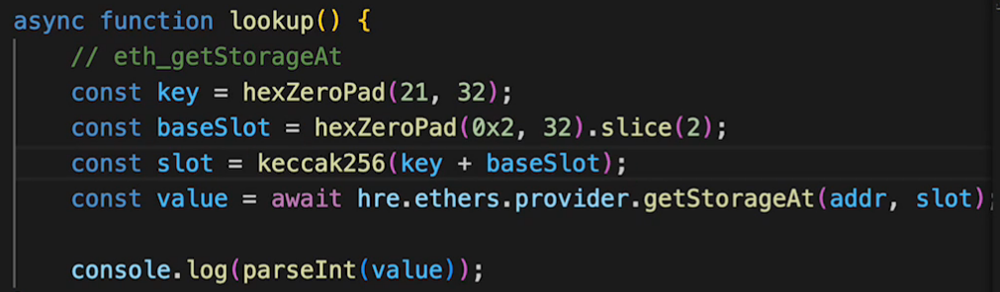 async function lookup() {
// eth_getStorageAt
const key = hexZeroPad(21, 32);
const baseSlot = hexZeroPad(0x2, 32).slice(2);
const slot = keccak256(key + baseSlot);
const value = await hre.ethers.provider.getStorageAt(addr, slot);
console.log(parseInt(value));